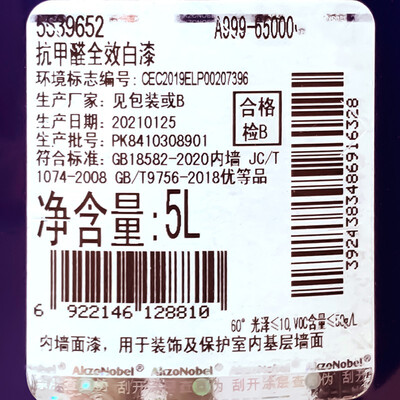 5339652 A999-65000
抗甲醛全效白漆
环境标志编号: CEC2019ELP00207396
生产厂家: 见包装或B
生产日期: 20210125
生产批号: PK8410308901
合格
检B
符合标准: GB18582-2020内墙 JC/T
1074-2008 GB/T9756-2018优等品
净含量:5L
6 922146 128810
3924383486916328
60° 光泽≤10,VOC含量≤50g/L
内墙面漆，用于装饰及保护室内基层墙面
AkzoNobel AkzoNobel AkzoNobel